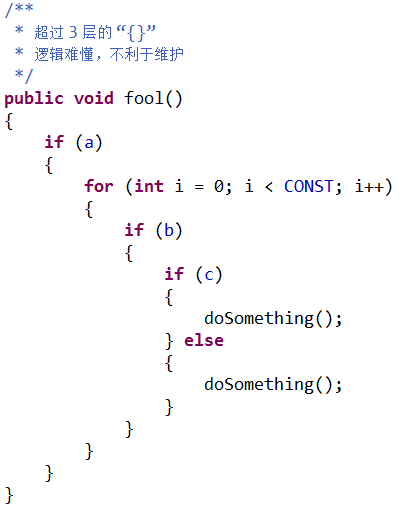 /**
 * 超过 3 层的 “{}”
 * 逻辑难懂，不利于维护
 */
public void fool()
{
    if (a)
    {
        for (int i = 0; i < CONST; i++)
        {
            if (b)
            {
                if (c)
                {
                    doSomething();
                } else
                {
                    doSomething();
                }
            }
        }
    }
}